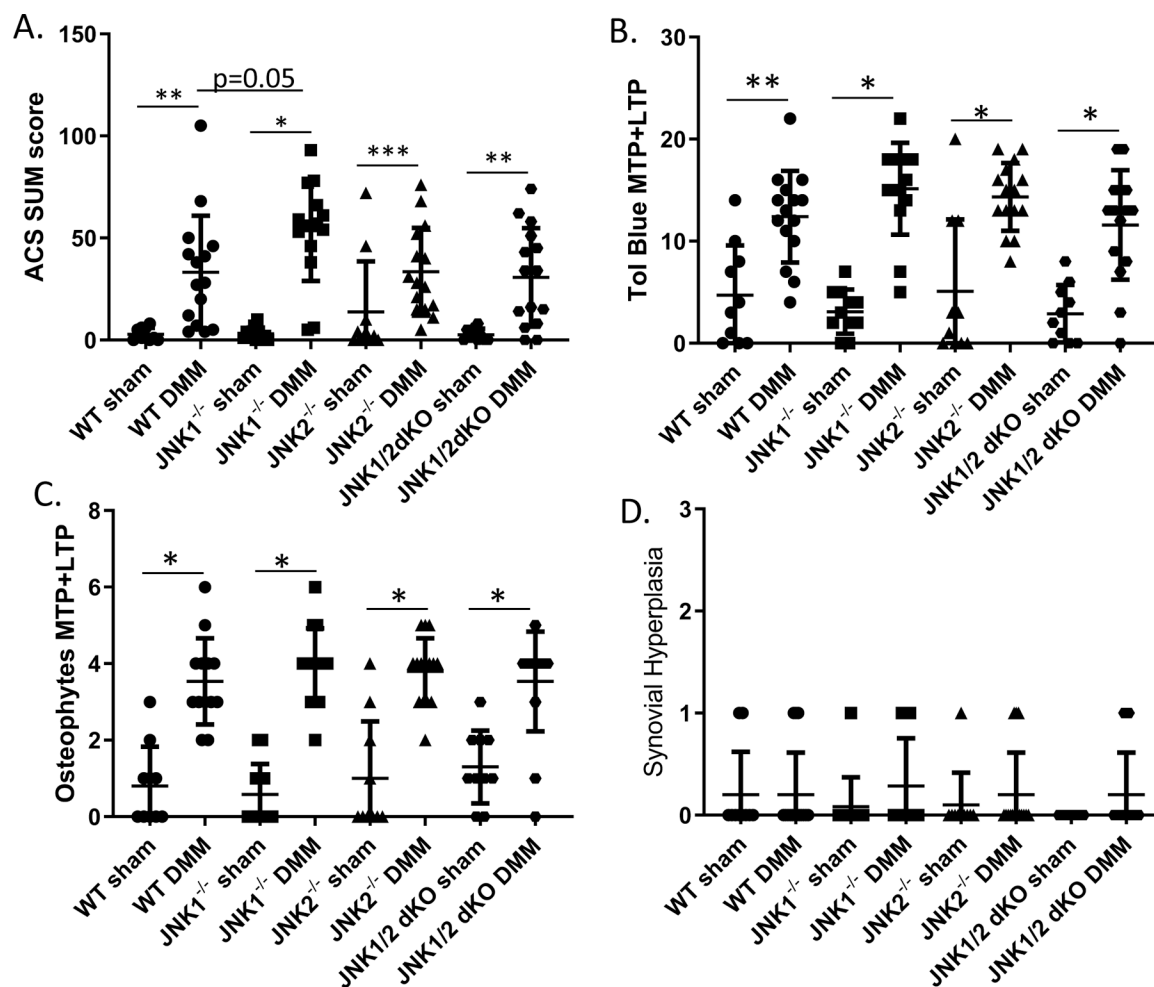 A.
ACS SUM score
150
100
50
0
**
p=0.05
*
***
**
WT sham
WT DMM
JNK1-/- sham
JNK1-/- DMM
JNK2-/- sham
JNK2-/- DMM
JNK1/2dKO sham
JNK1/2dKO DMM
B.
Tol Blue MTP+LTP
30
20
10
0
**
*
*
*
WT sham
WT DMM
JNK1-/- sham
JNK1-/- DMM
JNK2-/- sham
JNK2-/- DMM
JNK1/2 dKO sham
JNK1/2 dKO DMM
C.
Osteophytes MTP+LTP
8
6
4
2
0
*
*
*
*
WT sham
WT DMM
JNK1-/- sham
JNK1-/- DMM
JNK2-/- sham
JNK2-/- DMM
JNK1/2 dKO sham
JNK1/2 dKO DMM
D.
Synovial Hyperplasia
3
2
1
0
WT sham
WT DMM
JNK1-/- sham
JNK1-/- DMM
JNK2-/- sham
JNK2-/- DMM
JNK1/2 dKO sham
JNK1/2 dKO DMM